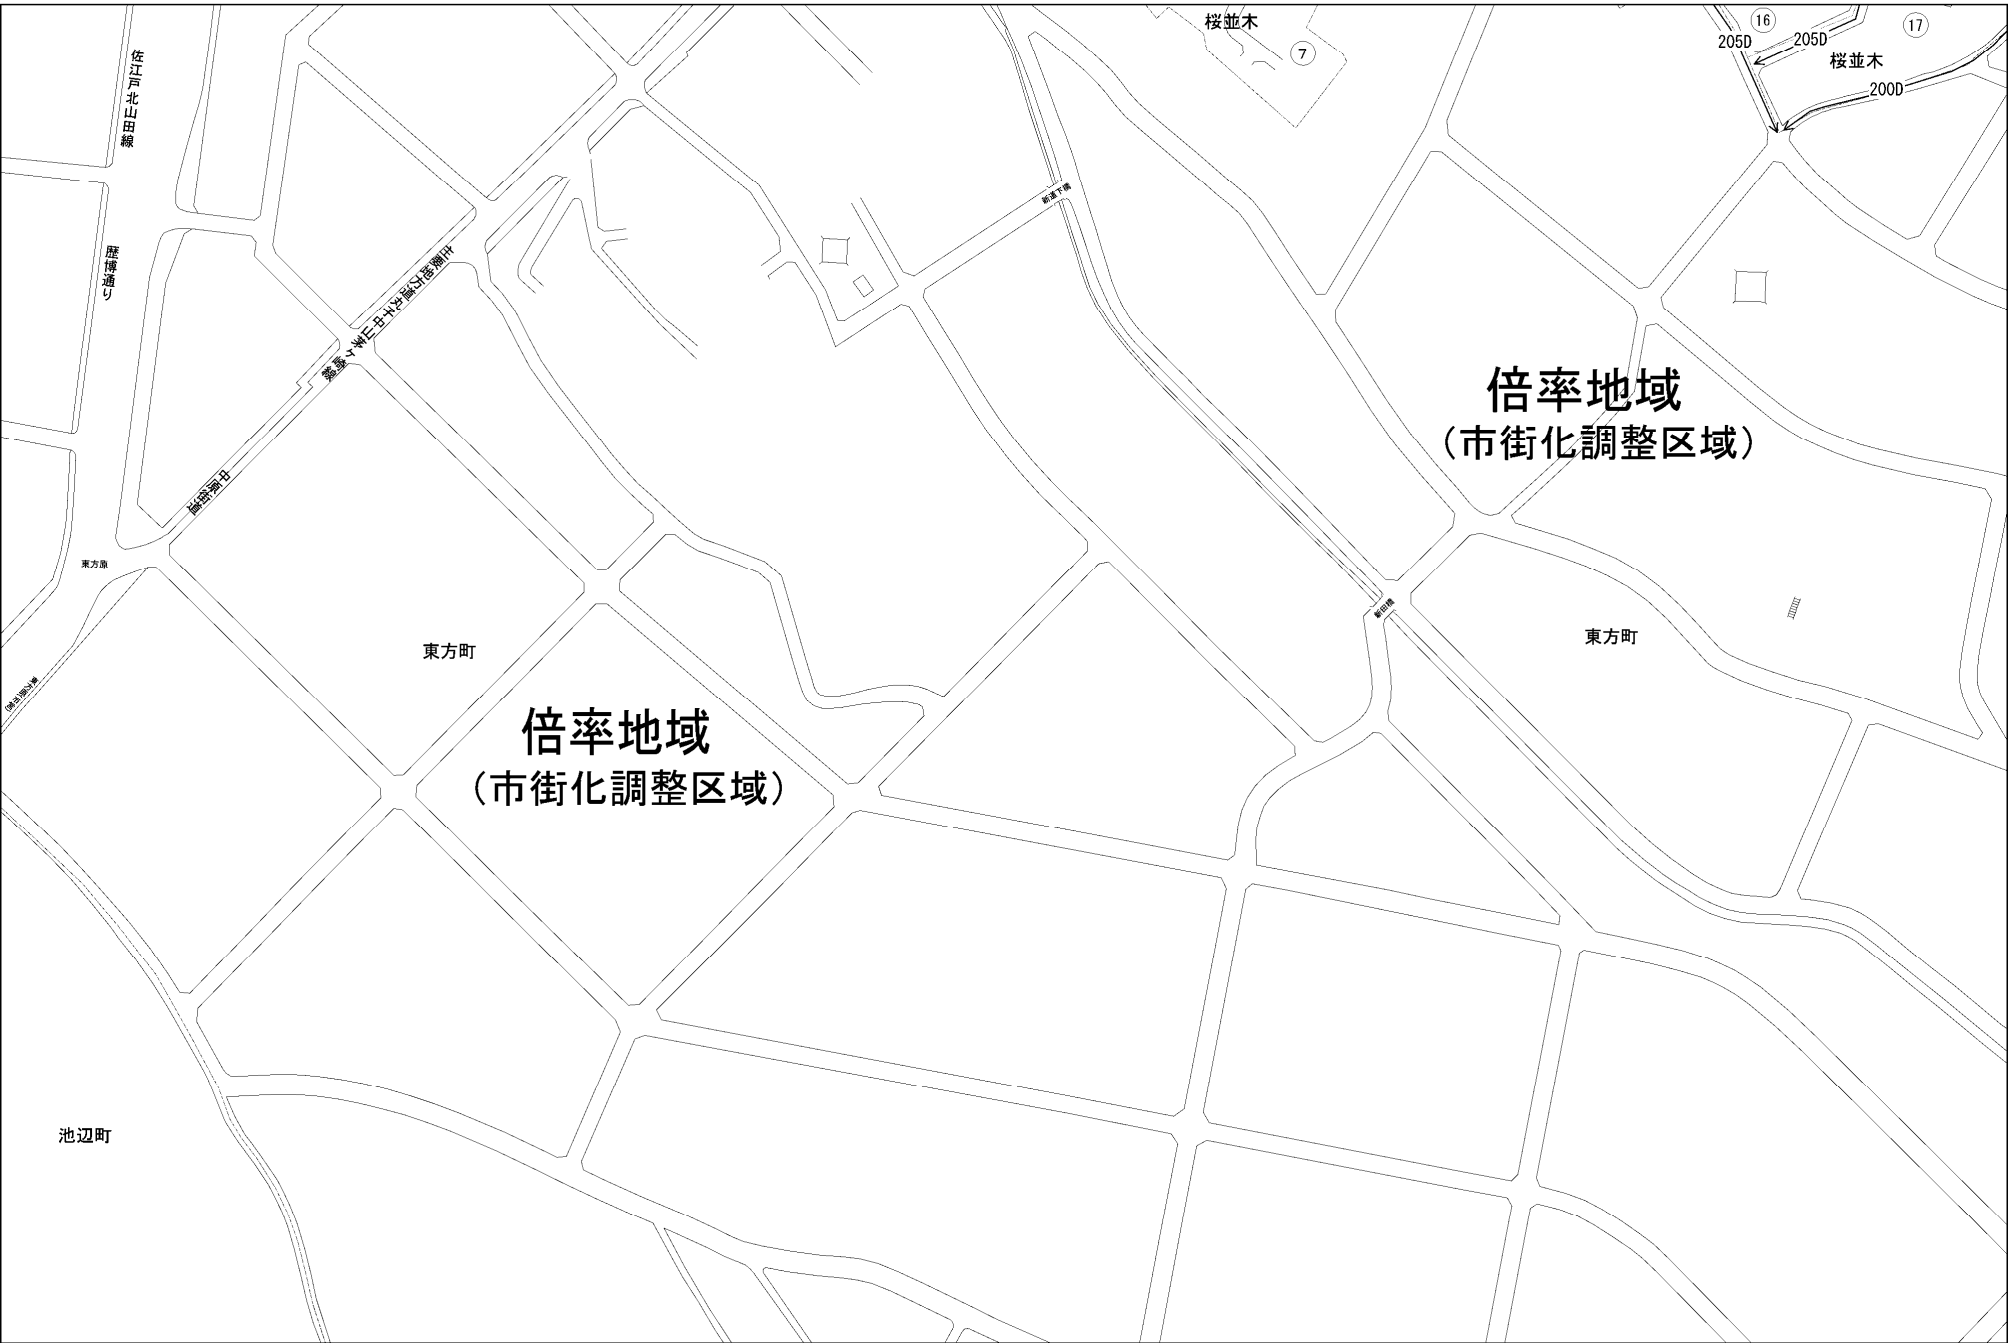 桜並木
⑦
⑯
⑰
205D
205D
桜並木
200D
佐江戸北山田線
新道下橋
歴博通り
主要地方道丸子中山茅ヶ崎線
倍率地域
(市街化調整区域)
中原街道
東方原
新田橋
東方町
東方町
倍率地域
(市街化調整区域)
池辺町